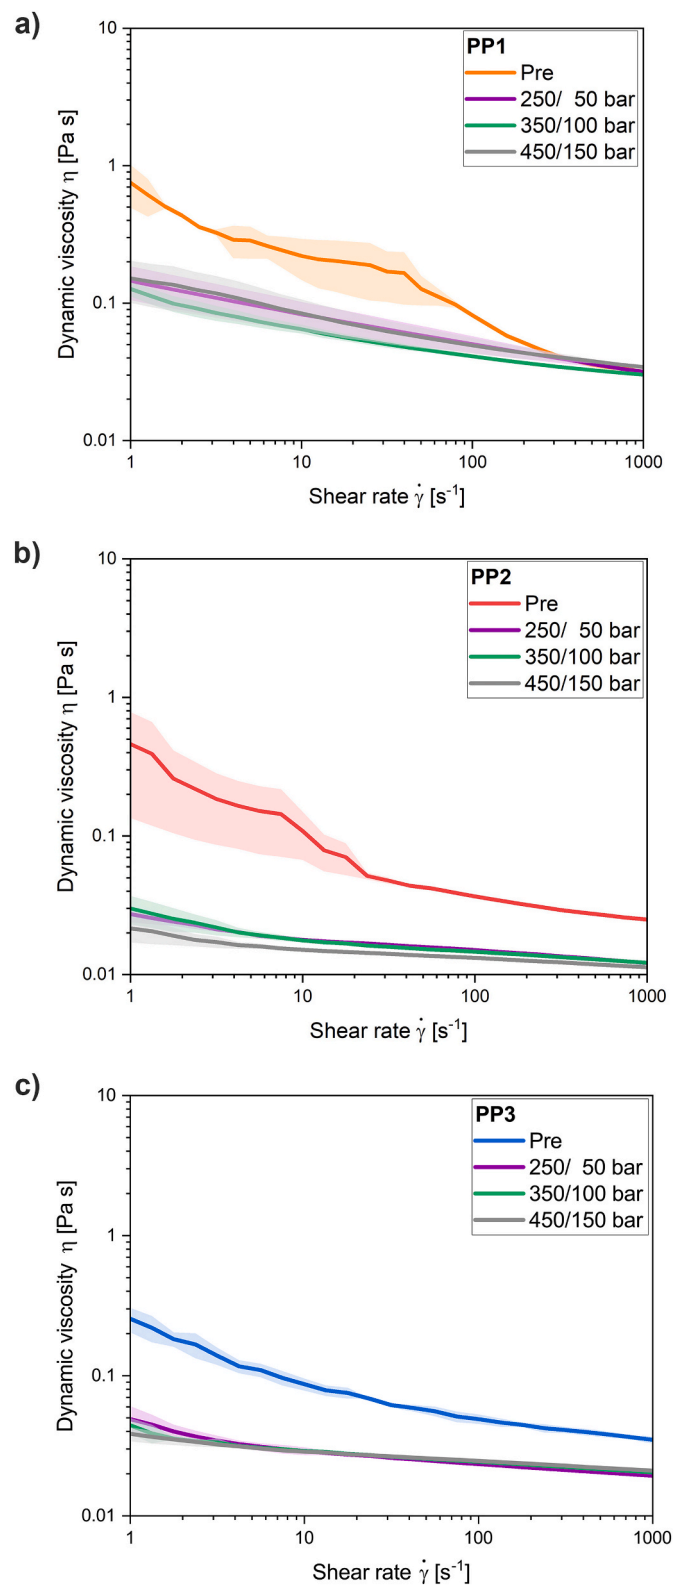 a)
10
1
0.1
0.01
Dynamic viscosity η [Pa s]
PP1
Pre
250/  50 bar
350/100 bar
450/150 bar
1
10
100
1000
Shear rate γ̇ [s⁻¹]
b)
10
1
0.1
0.01
Dynamic viscosity η [Pa s]
PP2
Pre
250/  50 bar
350/100 bar
450/150 bar
1
10
100
1000
Shear rate γ̇ [s⁻¹]
c)
10
1
0.1
0.01
Dynamic viscosity η [Pa s]
PP3
Pre
250/  50 bar
350/100 bar
450/150 bar
1
10
100
1000
Shear rate γ̇ [s⁻¹]